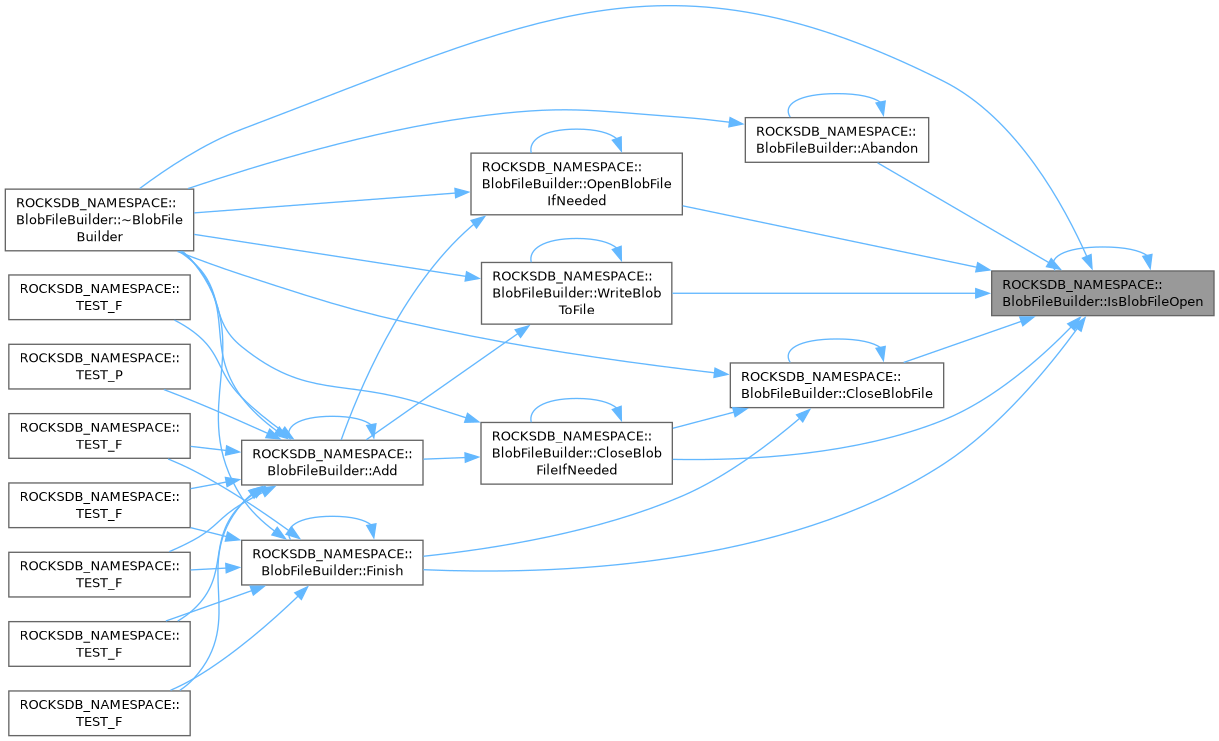 ROCKSDB_NAMESPACE::
BlobFileBuilder::~BlobFile
Builder
ROCKSDB_NAMESPACE::
TEST_F
ROCKSDB_NAMESPACE::
TEST_P
ROCKSDB_NAMESPACE::
TEST_F
ROCKSDB_NAMESPACE::
TEST_F
ROCKSDB_NAMESPACE::
TEST_F
ROCKSDB_NAMESPACE::
TEST_F
ROCKSDB_NAMESPACE::
TEST_F
ROCKSDB_NAMESPACE::
BlobFileBuilder::Add
ROCKSDB_NAMESPACE::
BlobFileBuilder::Finish
ROCKSDB_NAMESPACE::
BlobFileBuilder::OpenBlobFile
IfNeeded
ROCKSDB_NAMESPACE::
BlobFileBuilder::WriteBlob
ToFile
ROCKSDB_NAMESPACE::
BlobFileBuilder::CloseBlob
FileIfNeeded
ROCKSDB_NAMESPACE::
BlobFileBuilder::Abandon
ROCKSDB_NAMESPACE::
BlobFileBuilder::CloseBlobFile
ROCKSDB_NAMESPACE::
BlobFileBuilder::IsBlobFileOpen